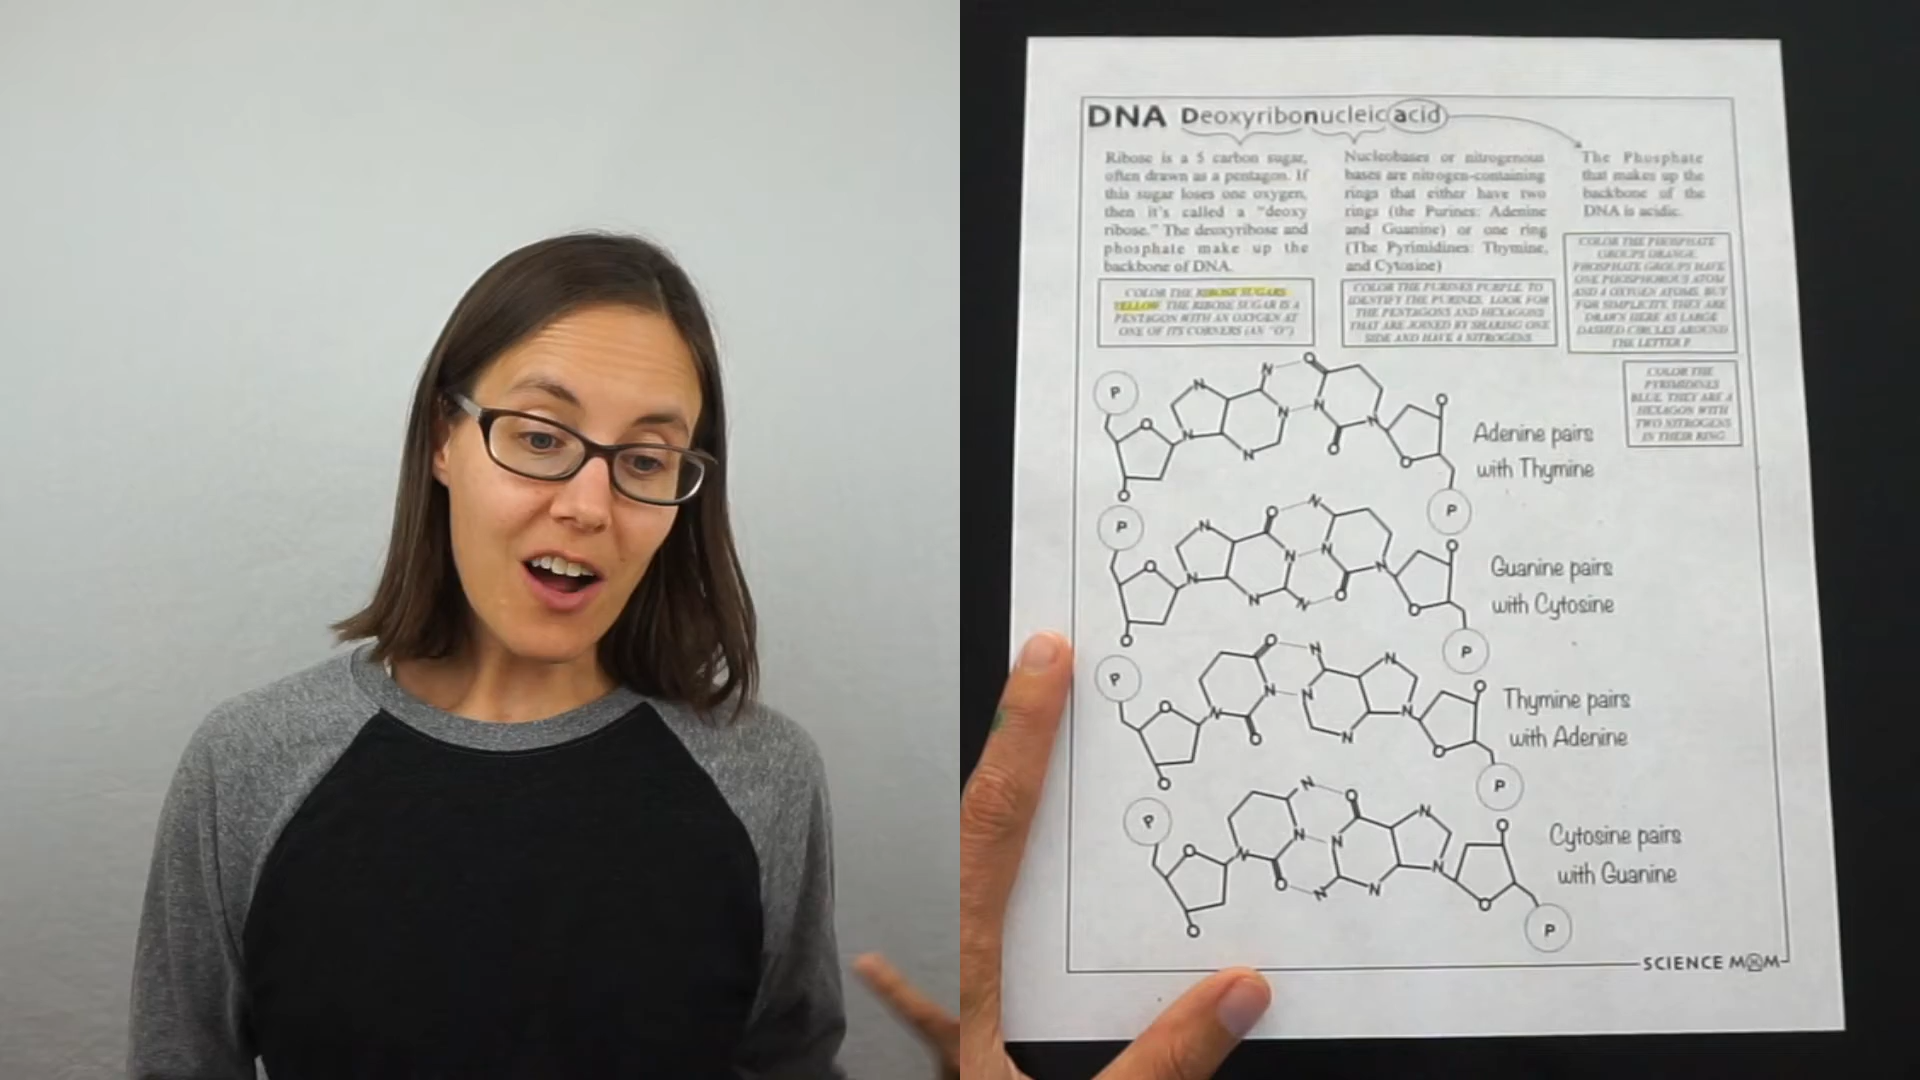 DNA Deoxyribonucleic acid
Ribose is a 5 carbon sugar,
often drawn as a pentagon. If
this sugar loses one oxygen,
then it's called a "deoxy
ribose." The deoxyribose and
phosphate make up the
backbone of DNA.
COLOR THE RIBOSE SUGARS
YELLOW. THE RIBOSE SUGAR IS A
PENTAGON WITH AN OXYGEN AT
ONE OF ITS CORNERS (AN "O")
Nucleobases or nitrogenous
bases are nitrogen-containing
rings that either have two
rings (the Purines: Adenine
and Guanine) or one ring
(The Pyrimidines: Thymine,
and Cytosine)
COLOR THE PURINES PURPLE. TO
IDENTIFY THE PURINES, LOOK FOR
THE PENTAGONS AND HEXAGONS
THAT ARE JOINED BY SHARING ONE
SIDE AND HAVE 4 NITROGENS.
The Phosphate
that makes up the
backbone of the
DNA is acidic.
COLOR THE PHOSPHATE
GROUPS ORANGE.
PHOSPHATE GROUPS HAVE
ONE PHOSPHOROUS ATOM
AND 4 OXYGEN ATOMS, BUT
FOR SIMPLICITY THEY ARE
DRAWN HERE AS LARGE
DASHED CIRCLES AROUND
THE LETTER P
COLOR THE
PYRIMIDINES
BLUE. THEY ARE A
HEXAGON WITH
TWO NITROGENS
IN THEIR RING
P N N O N N N O O N O O O P
Adenine pairs
with Thymine
P N O N N N N O N N O N O O O O P
Guanine pairs
with Cytosine
P O N N O O N O N N N N O O O P
Thymine pairs
with Adenine
P N O N N N N O N O N N O O O O P
Cytosine pairs
with Guanine
SCIENCE MOM